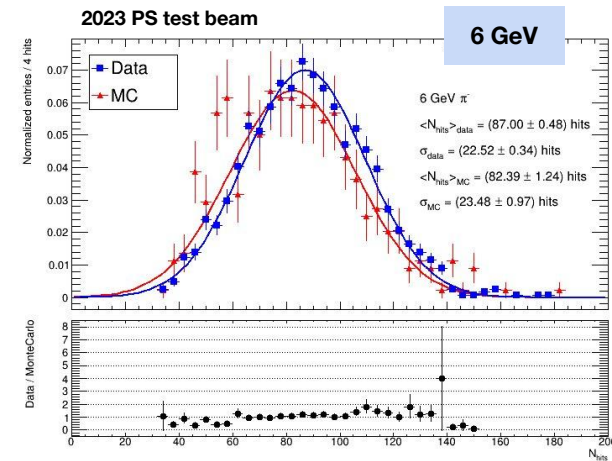 2023 PS test beam
6 GeV
Normalized entries / 4 hits
0.07
0.06
0.05
0.04
0.03
0.02
0.01
0
Data
MC
6 GeV π⁻
<N_hits>_data = (87.00 ± 0.48) hits
σ_data = (22.52 ± 0.34) hits
<N_hits>_MC = (82.39 ± 1.24) hits
σ_MC = (23.48 ± 0.97) hits
Data / MonteCarlo
8
7
6
5
4
3
2
1
0
0 20 40 60 80 100 120 140 160 180 200
N_hits